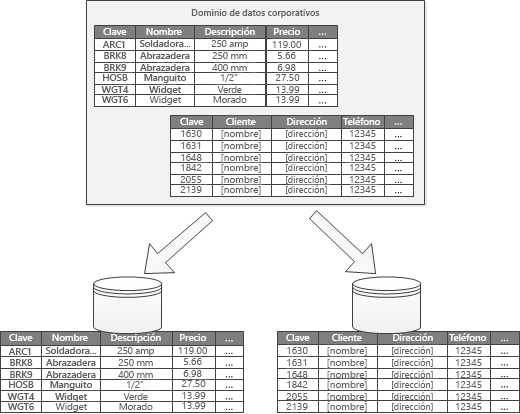 Dominio de datos corporativos
Clave Nombre Descripción Precio ...
ARC1 Soldadora... 250 amp 119.00 ...
BRK8 Abrazadera 250 mm 5.66 ...
BRK9 Abrazadera 400 mm 6.98 ...
HOSB Manguito 1/2” 27.50 ...
WGT4 Widget Verde 13.99 ...
WGT6 Widget Morado 13.99 ...
Clave Cliente Dirección Teléfono ...
1630 [nombre] [dirección] 12345 ...
1631 [nombre] [dirección] 12345 ...
1648 [nombre] [dirección] 12345 ...
1842 [nombre] [dirección] 12345 ...
2055 [nombre] [dirección] 12345 ...
2139 [nombre] [dirección] 12345 ...
Clave Nombre Descripción Precio ...
ARC1 Soldadora... 250 amp 119.00 ...
BRK8 Abrazadera 250 mm 5.66 ...
BRK9 Abrazadera 400 mm 6.98 ...
HOSB Manguito 1/2” 27.50 ...
WGT4 Widget Verde 13.99 ...
WGT6 Widget Morado 13.99 ...
Clave Cliente Dirección Teléfono ...
1630 [nombre] [dirección] 12345 ...
1631 [nombre] [dirección] 12345 ...
1648 [nombre] [dirección] 12345 ...
1842 [nombre] [dirección] 12345 ...
2055 [nombre] [dirección] 12345 ...
2139 [nombre] [dirección] 12345 ...